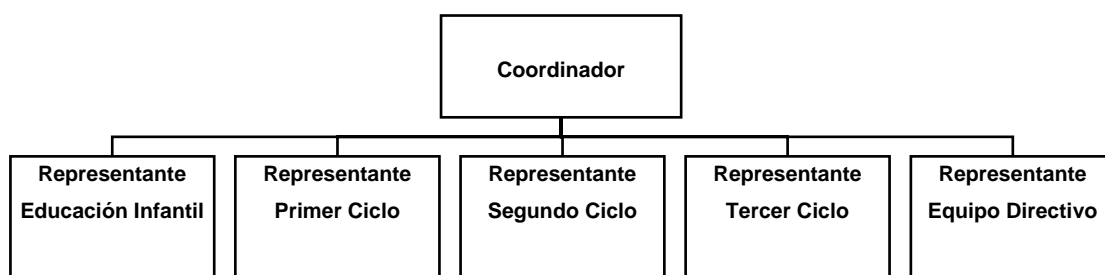 Coordinador
Representante
Educación Infantil
Representante
Primer Ciclo
Representante
Segundo Ciclo
Representante
Tercer Ciclo
Representante
Equipo Directivo